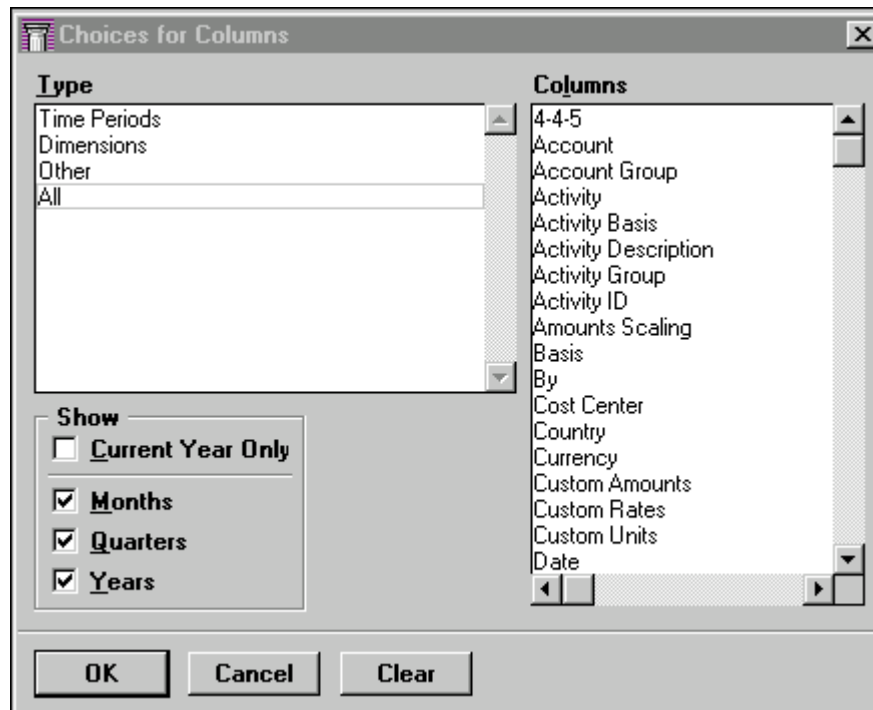 Choices for Columns
Type
Time Periods
Dimensions
Other
All
Show
Current Year Only
Months
Quarters
Years
Columns
4-4-5
Account
Account Group
Activity
Activity Basis
Activity Description
Activity Group
Activity ID
Amounts Scaling
Basis
By
Cost Center
Country
Currency
Custom Amounts
Custom Rates
Custom Units
Date
OK
Cancel
Clear